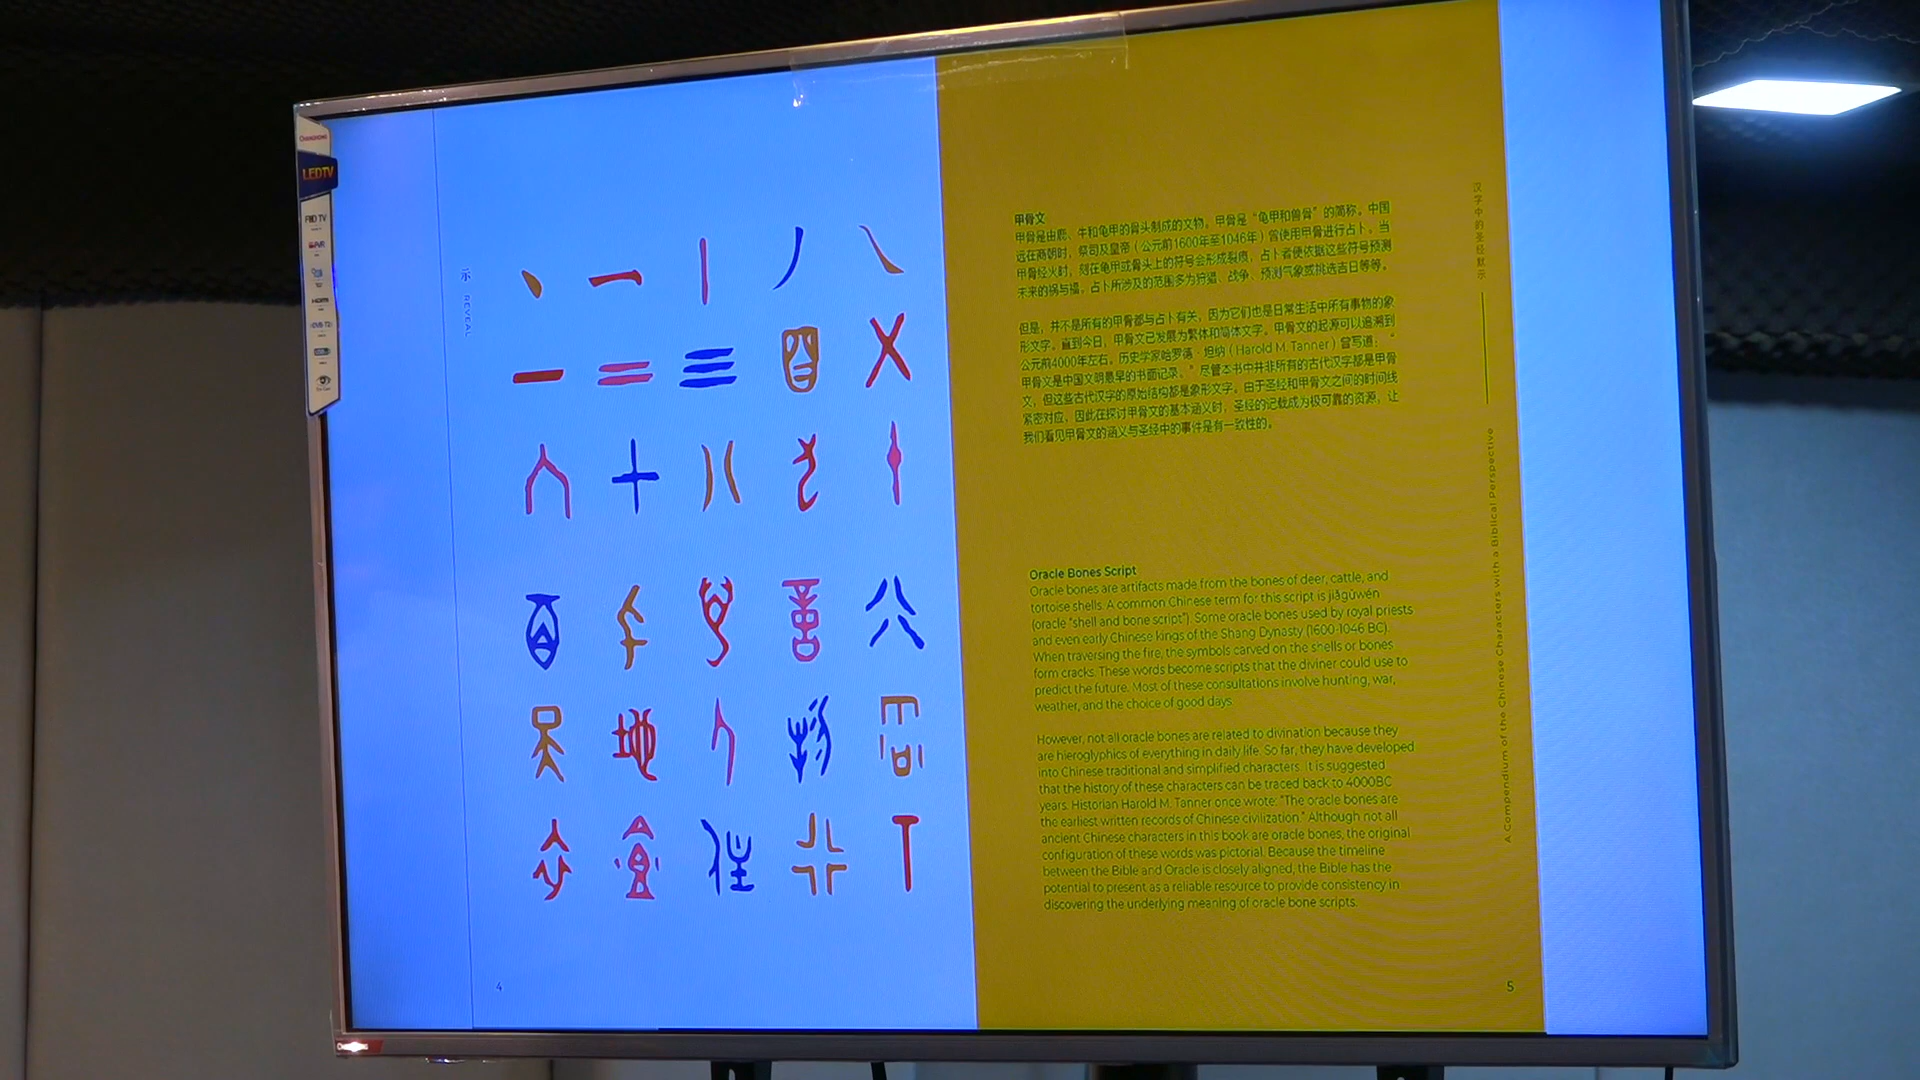 CHANGHONG
LED TV
FHD TV
PVR
HDMI
DVB-T2
示
REVEAL
4
甲骨文
甲骨是由鹿、牛和龟甲的骨头制成的文物。甲骨是“龟甲和兽骨”的简称。中国
远在商朝时，祭司及皇帝（公元前1600年至1046年）曾使用甲骨进行占卜。当
甲骨经火时，刻在龟甲或骨头上的符号会形成裂痕，占卜者便依据这些符号预测
未来的祸与福。占卜所涉及的范围多为狩猎、战争、预测气象或挑选吉日等等。
但是，并不是所有的甲骨都与占卜有关，因为它们也是日常生活中所有事物的象
形文字。直到今日，甲骨文已发展为繁体和简体文字。甲骨文的起源可以追溯到
公元前4000年左右。历史学家哈罗德·坦纳（Harold M. Tanner）曾写道：“
甲骨文是中国文明最早的书面记录。”尽管本书中并非所有的古代汉字都是甲骨
文，但这些古代汉字的原始结构都是象形文字。由于圣经和甲骨文之间的时间线
紧密对应，因此在探讨甲骨文的基本涵义时，圣经的记载成为极可靠的资源，让
我们看见甲骨文的涵义与圣经中的事件是有一致性的。
Oracle Bones Script
Oracle bones are artifacts made from the bones of deer, cattle, and
tortoise shells. A common Chinese term for this script is jiǎgǔwén
(oracle “shell and bone script”). Some oracle bones used by royal priests
and even early Chinese kings of the Shang Dynasty (1600-1046 BC).
When traversing the fire, the symbols carved on the shells or bones
form cracks. These words become scripts that the diviner could use to
predict the future. Most of these consultations involve hunting, war,
weather, and the choice of good days.
However, not all oracle bones are related to divination because they
are hieroglyphics of everything in daily life. So far, they have developed
into Chinese traditional and simplified characters. It is suggested
that the history of these characters can be traced back to 4000BC
years. Historian Harold M. Tanner once wrote: “The oracle bones are
the earliest written records of Chinese civilization.” Although not all
ancient Chinese characters in this book are oracle bones, the original
configuration of these words was pictorial. Because the timeline
between the Bible and Oracle is closely aligned, the Bible has the
potential to present as a reliable resource to provide consistency in
discovering the underlying meaning of oracle bone scripts.
汉字中的圣经默示
A Compendium of the Chinese Characters with a Biblical Perspective
5